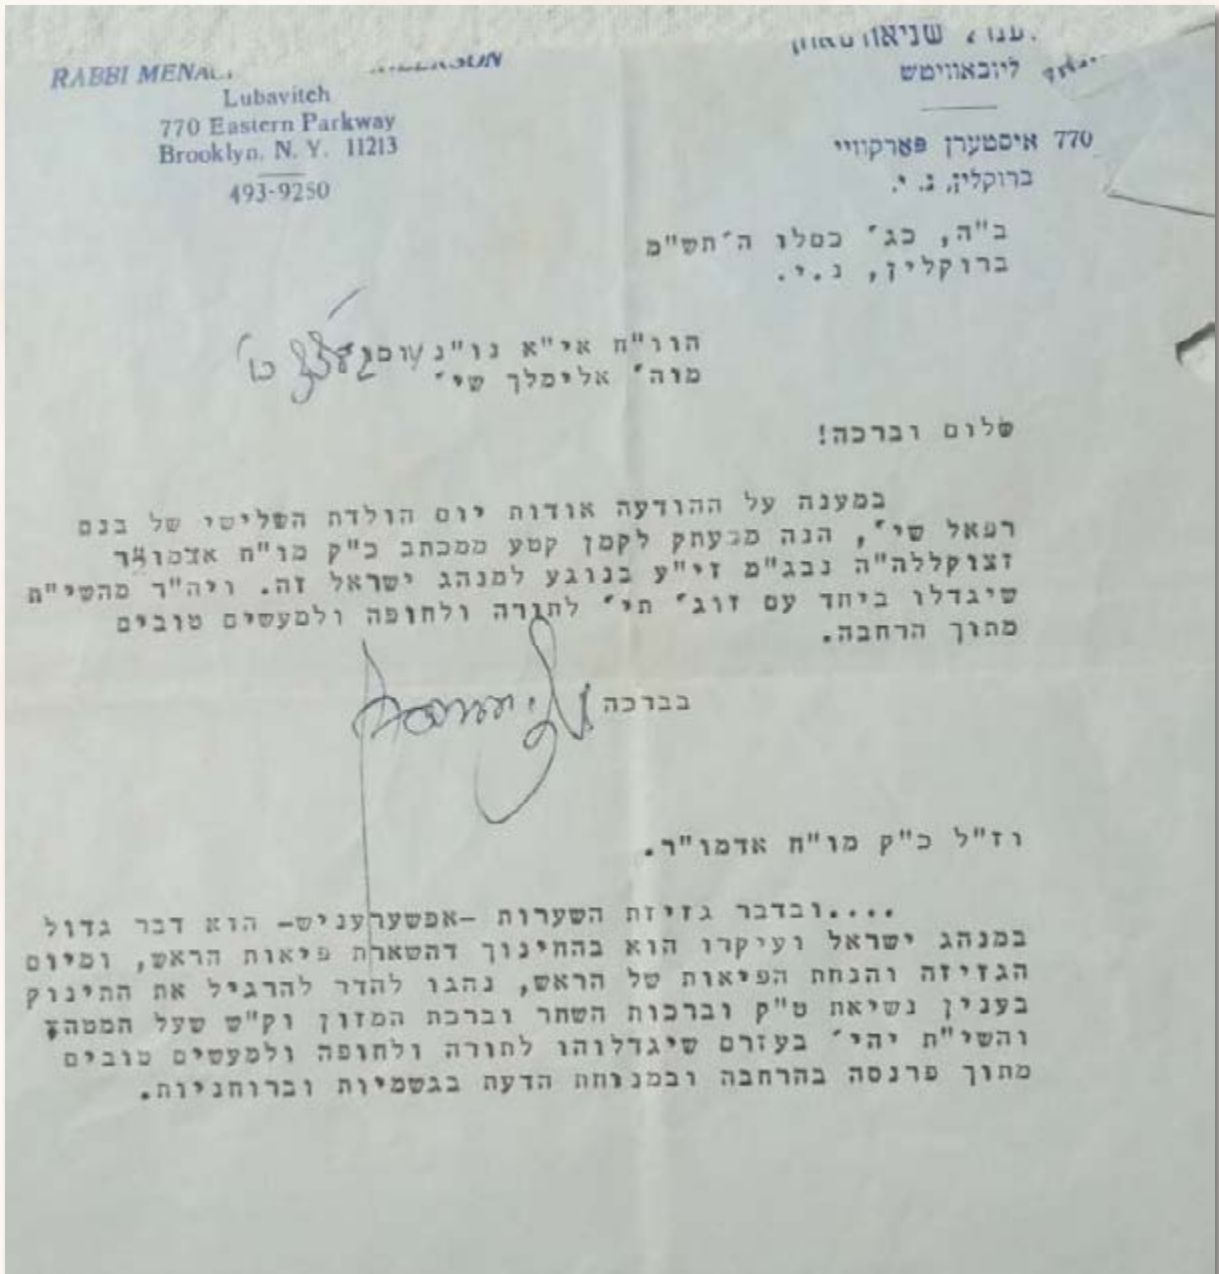 RABBI
Lubavitch
770 Eastern Parkway
Brooklyn, N. Y. 11213
493-9250
ליובאוויטש
770 איסטערן פארקוויי
ברוקלין, נ. י.
ב"ה, כג' כסלו ה'תש"מ
ברוקלין, נ.י.
הוו"ח אי"א נו"נ
מוה' אלימלך שי'
שלום וברכה!
במענה על ההודעה אודות יום הולדת השלישי של בנם
רפאל שי', הנה מועתק לקמן קטע ממכתב כ"ק מו"ח אדמו"ר
זצוקללה"ה נבג"מ זי"ע בנוגע למנהג ישראל זה. ויה"ר מהשי"ת
שיגדלו ביחד עם זוג' תי' לתורה ולחופה ולמעשים טובים
מתוך הרחבה.
בברכה
וז"ל כ"ק מו"ח אדמו"ר.
....ובדבר גזיזת השערות -אפשערעניש- הוא דבר גדול
במנהג ישראל ועיקרו הוא בהחינוך דהשארת פיאות הראש, ומיום
הגזיזה והנחת הפיאות של הראש, נהגו להדר להרגיל את התינוק
בענין נשיאת ט"ק וברכות השחר וברכת המזון וק"ש שעל המטה,
והשי"ת יהי' בעזרם שיגדלוהו לתורה ולחופה ולמעשים טובים
מתוך פרנסה בהרחבה ובמנוחת הדעת בגשמיות וברוחניות.